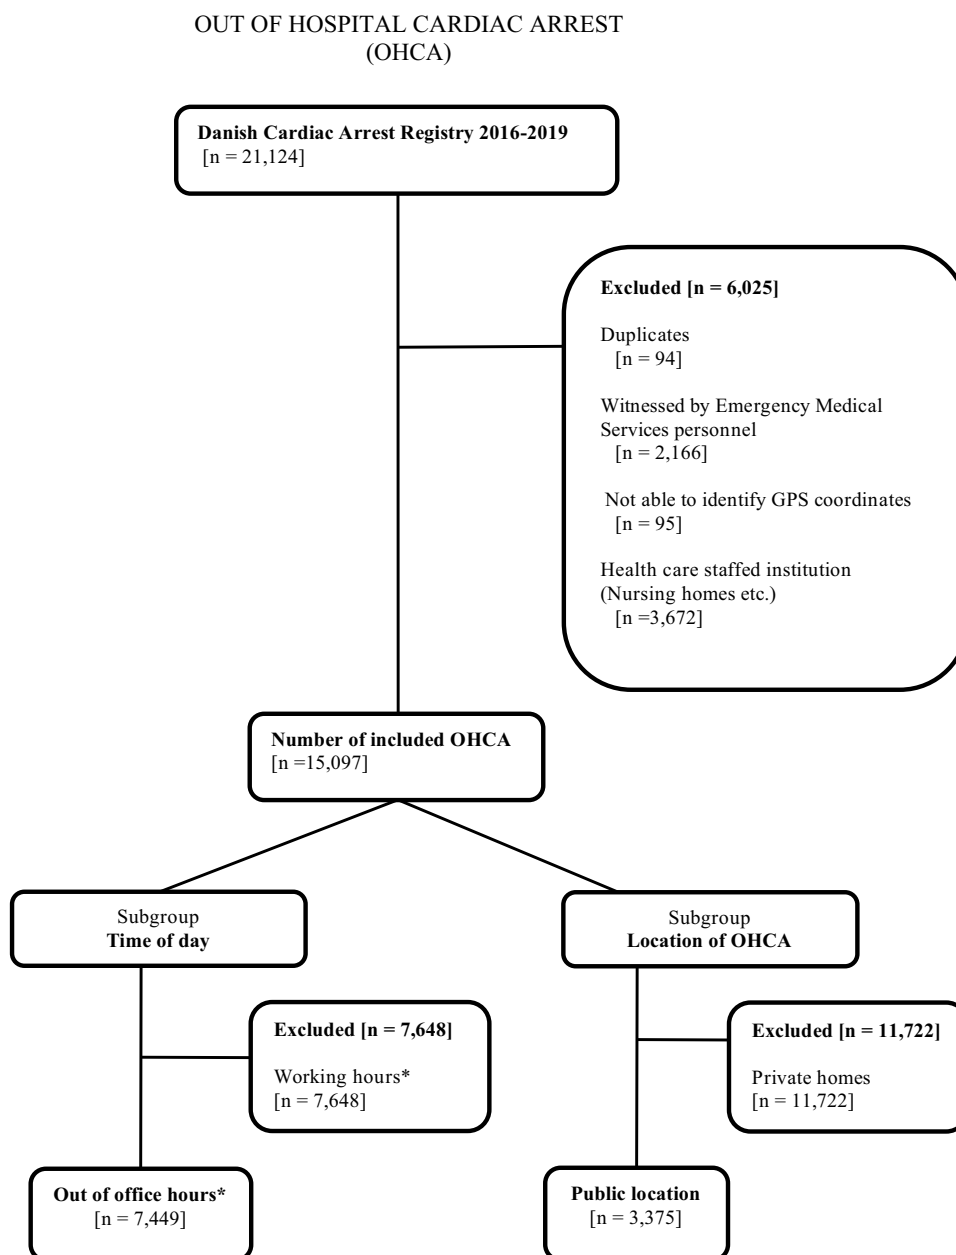 OUT OF HOSPITAL CARDIAC ARREST
(OHCA)
Danish Cardiac Arrest Registry 2016-2019
[n = 21,124]
Excluded [n = 6,025]
Duplicates
[n = 94]
Witnessed by Emergency Medical
Services personnel
[n = 2,166]
Not able to identify GPS coordinates
[n = 95]
Health care staffed institution
(Nursing homes etc.)
[n =3,672]
Number of included OHCA
[n =15,097]
Subgroup
Time of day
Subgroup
Location of OHCA
Excluded [n = 7,648]
Working hours*
[n = 7,648]
Excluded [n = 11,722]
Private homes
[n = 11,722]
Out of office hours*
[n = 7,449]
Public location
[n = 3,375]